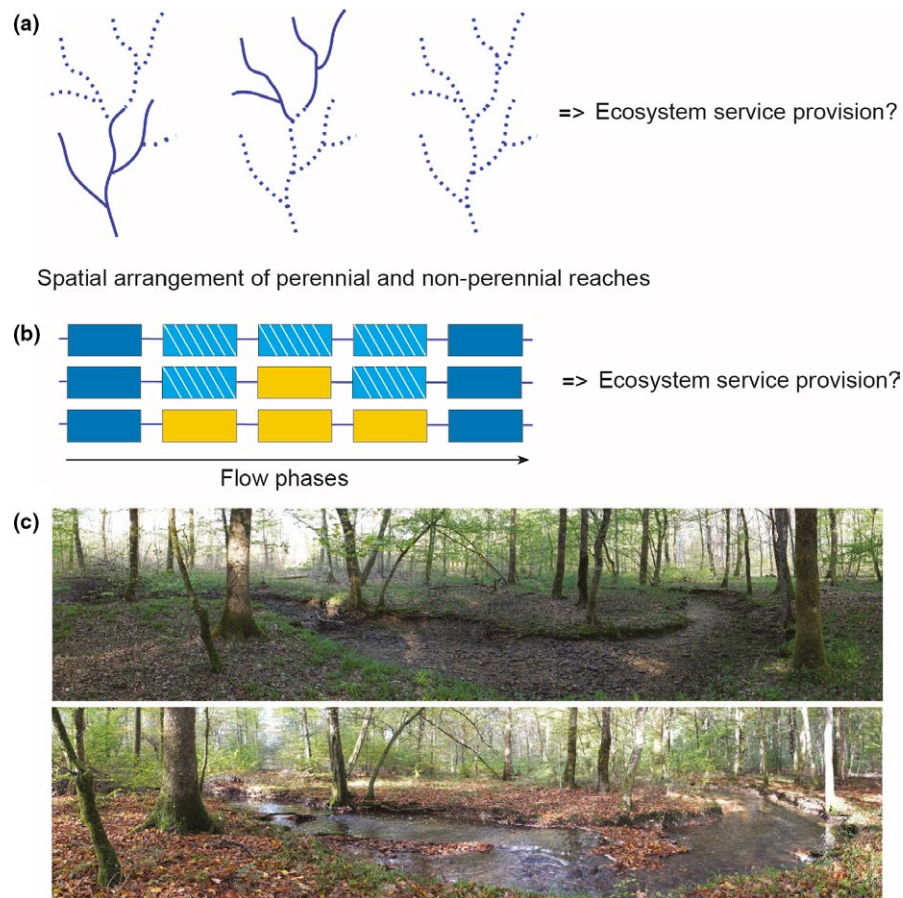 (a)
=> Ecosystem service provision?
Spatial arrangement of perennial and non-perennial reaches
(b)
=> Ecosystem service provision?
Flow phases
(c)